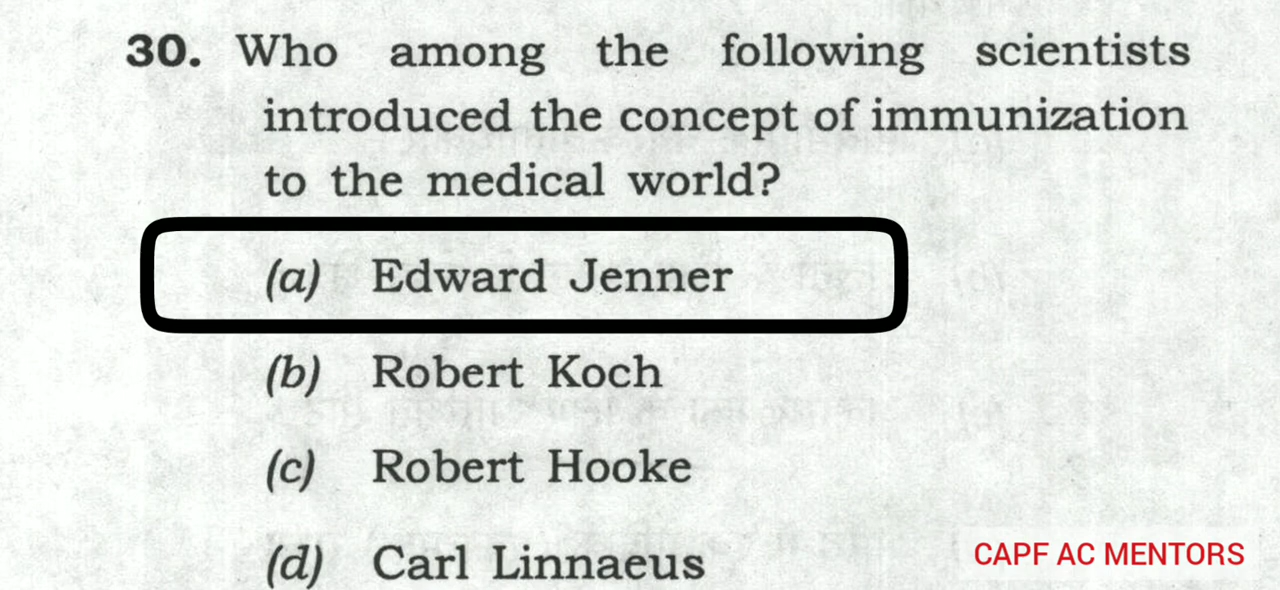 30. Who among the following scientists
introduced the concept of immunization
to the medical world?
(a) Edward Jenner
(b) Robert Koch
(c) Robert Hooke
(d) Carl Linnaeus
CAPF AC MENTORS